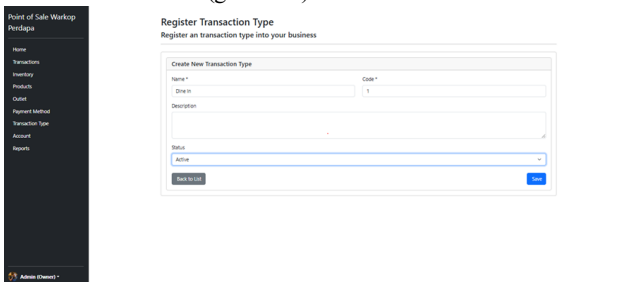 Point of Sale Warkop
Perdapa
Home
Transactions
Inventory
Products
Outlet
Payment Method
Transaction Type
Account
Reports
Admin (Owner)
Register Transaction Type
Register an transaction type into your business
Create New Transaction Type
Name * Code *
Dine in 1
Description
Status
Active
Back to List Save